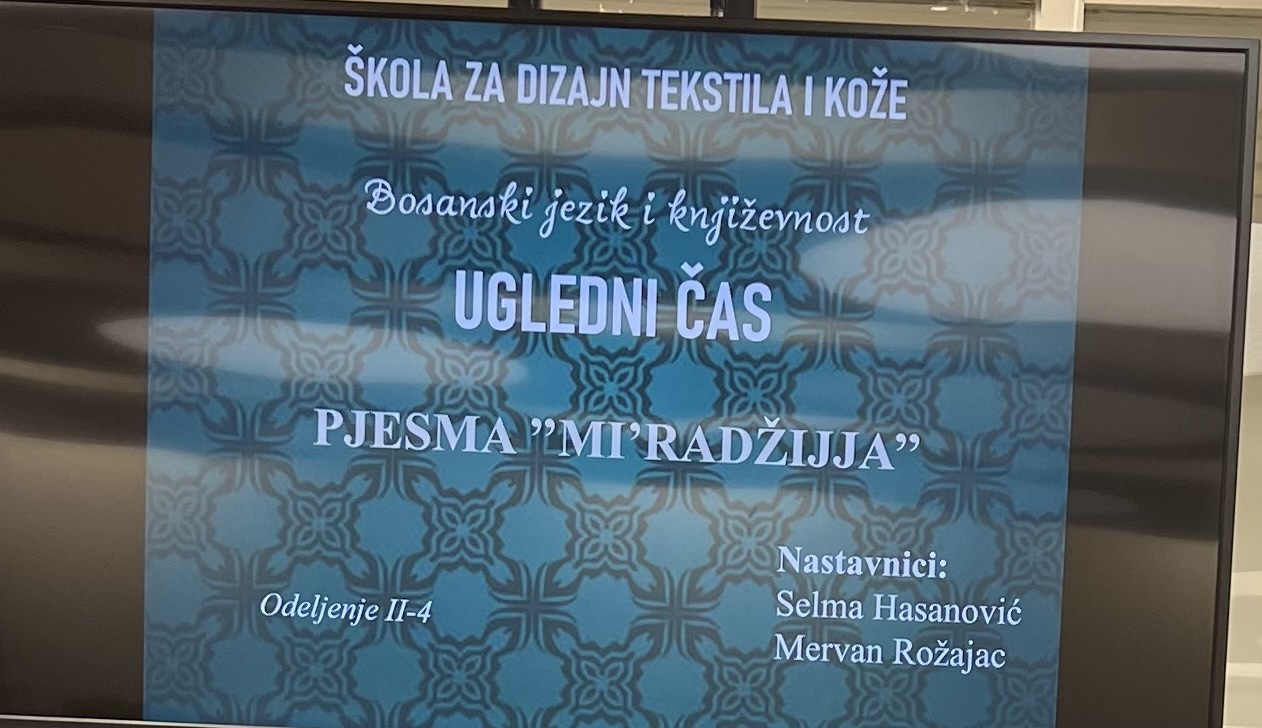 ŠKOLA ZA DIZAJN TEKSTILA I KOŽE
Bosanski jezik i književnost
UGLEDNI ČAS
PJESMA ”MI’RADŽIJJA”
Nastavnici:
Odeljenje II-4
Selma Hasanović
Mervan Rožajac